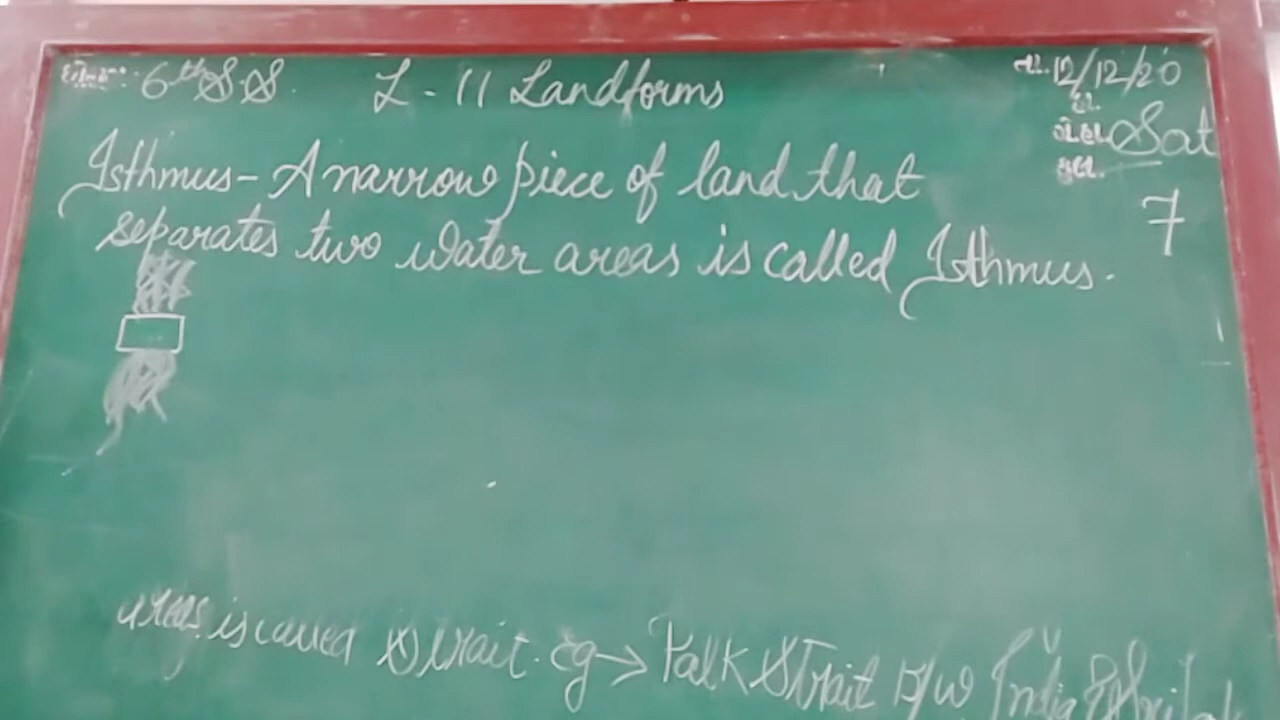 6th S.S. L-11 Landforms તા. 12/12/20
Sat
7
Isthmus - A narrow piece of land that
separates two water areas is called Isthmus.
areas is called Strait. eg → Palk Strait b/w India &